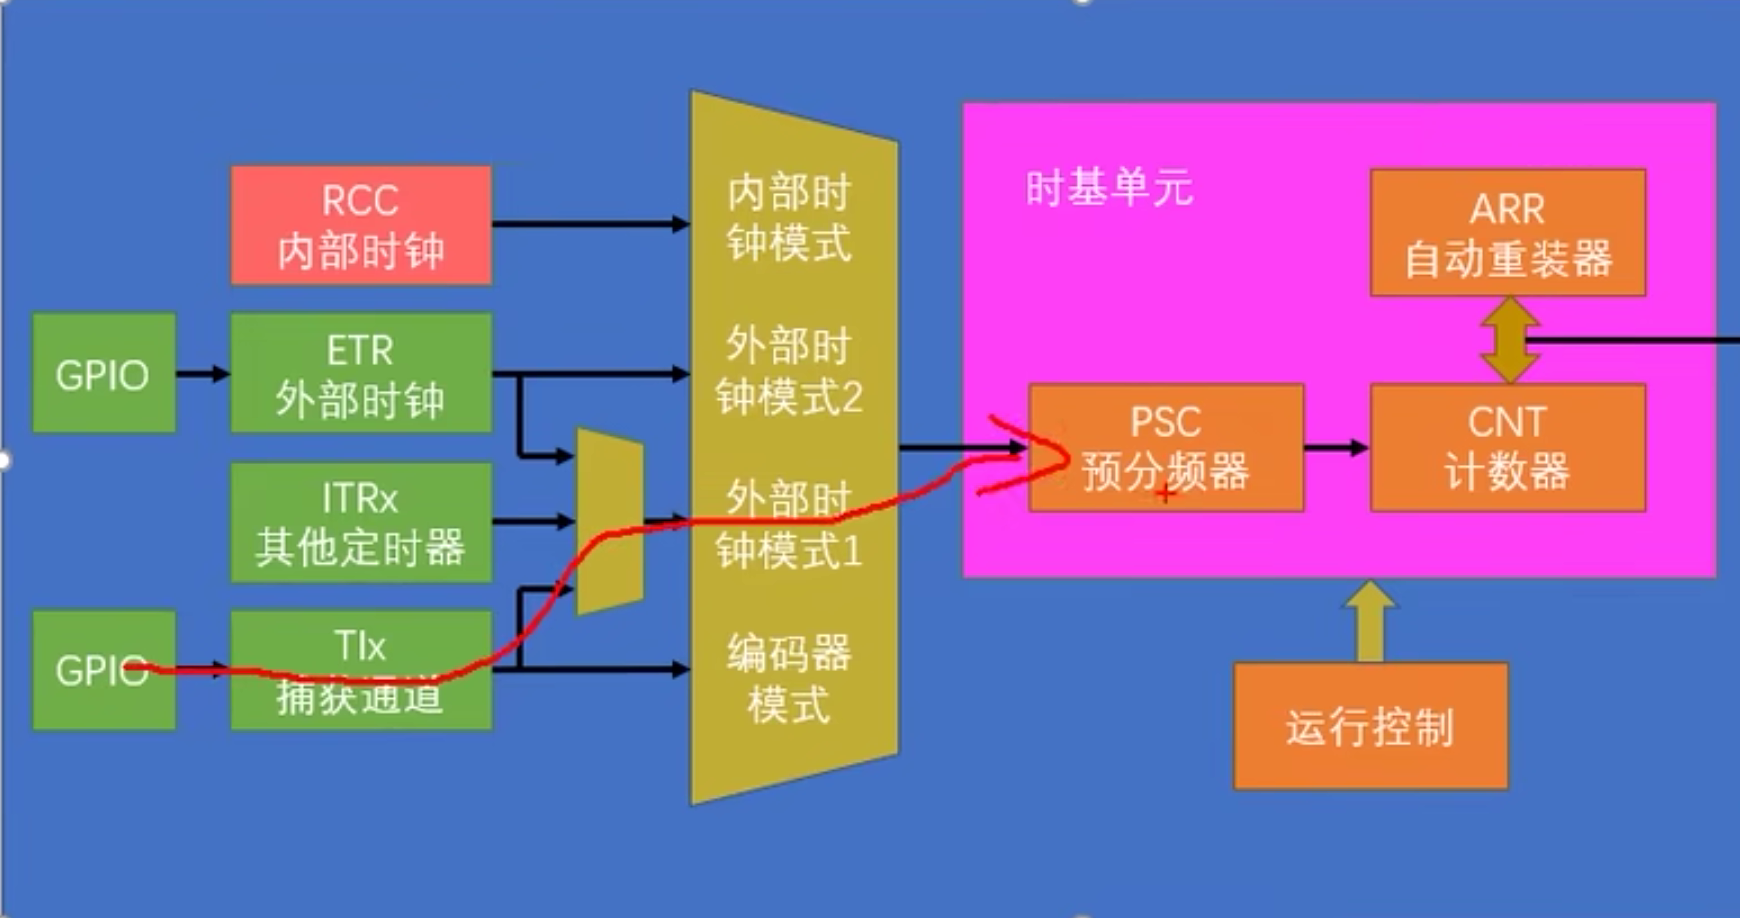 RCC
内部时钟
GPIO
ETR
外部时钟
ITRx
其他定时器
GPIO
TIx
捕获通道
内部时
钟模式
外部时
钟模式2
外部时
钟模式1
编码器
模式
时基单元
ARR
自动重装器
PSC
预分频器
CNT
计数器
运行控制